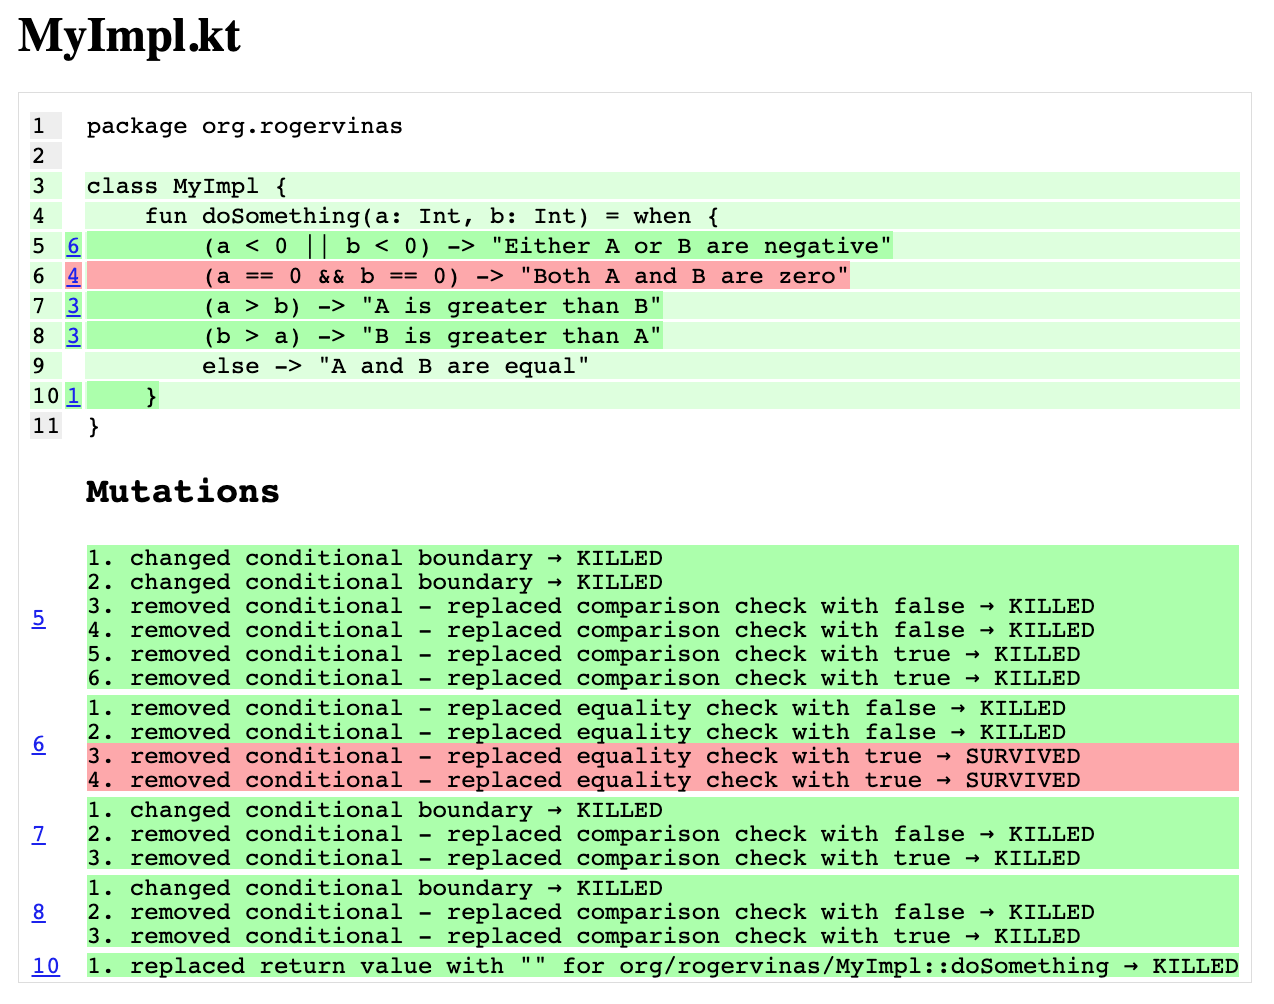 MyImpl.kt
1 package org.rogervinas
2
3 class MyImpl {
4 fun doSomething(a: Int, b: Int) = when {
5 6 (a < 0 || b < 0) -> "Either A or B are negative"
6 4 (a == 0 && b == 0) -> "Both A and B are zero"
7 3 (a > b) -> "A is greater than B"
8 3 (b > a) -> "B is greater than A"
9 else -> "A and B are equal"
10 1 }
11 }
Mutations
1. changed conditional boundary → KILLED
2. changed conditional boundary → KILLED
3. removed conditional - replaced comparison check with false → KILLED
5
4. removed conditional - replaced comparison check with false → KILLED
5. removed conditional - replaced comparison check with true → KILLED
6. removed conditional - replaced comparison check with true → KILLED
1. removed conditional - replaced equality check with false → KILLED
2. removed conditional - replaced equality check with false → KILLED
6
3. removed conditional - replaced equality check with true → SURVIVED
4. removed conditional - replaced equality check with true → SURVIVED
1. changed conditional boundary → KILLED
7 2. removed conditional - replaced comparison check with false → KILLED
3. removed conditional - replaced comparison check with true → KILLED
1. changed conditional boundary → KILLED
8 2. removed conditional - replaced comparison check with false → KILLED
3. removed conditional - replaced comparison check with true → KILLED
10 1. replaced return value with "" for org/rogervinas/MyImpl::doSomething → KILLED